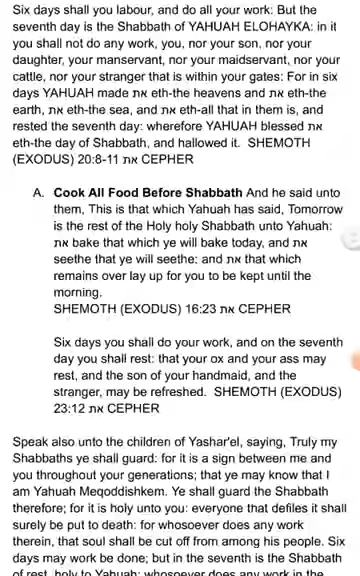 Six days shall you labour, and do all your work: But the
seventh day is the Shabbath of YAHUAH ELOHAYKA: in it
you shall not do any work, you, nor your son, nor your
daughter, your manservant, nor your maidservant, nor your
cattle, nor your stranger that is within your gates: For in six
days YAHUAH made את eth-the heavens and את eth-the
earth, את eth-the sea, and את eth-all that in them is, and
rested the seventh day: wherefore YAHUAH blessed את
eth-the day of Shabbath, and hallowed it. SHEMOTH
(EXODUS) 20:8-11 את CEPHER
A. Cook All Food Before Shabbath And he said unto
them, This is that which Yahuah has said, Tomorrow
is the rest of the Holy holy Shabbath unto Yahuah:
את bake that which ye will bake today, and את
seethe that ye will seethe; and את that which
remains over lay up for you to be kept until the
morning.
SHEMOTH (EXODUS) 16:23 את CEPHER
Six days you shall do your work, and on the seventh
day you shall rest: that your ox and your ass may
rest, and the son of your handmaid, and the
stranger, may be refreshed. SHEMOTH (EXODUS)
23:12 את CEPHER
Speak also unto the children of Yashar'el, saying, Truly my
Shabbaths ye shall guard: for it is a sign between me and
you throughout your generations; that ye may know that I
am Yahuah Meqoddishkem. Ye shall guard the Shabbath
therefore; for it is holy unto you: everyone that defiles it shall
surely be put to death: for whosoever does any work
therein, that soul shall be cut off from among his people. Six
days may work be done; but in the seventh is the Shabbath
of rest, holy to Yahuah: whosoever does any work in the